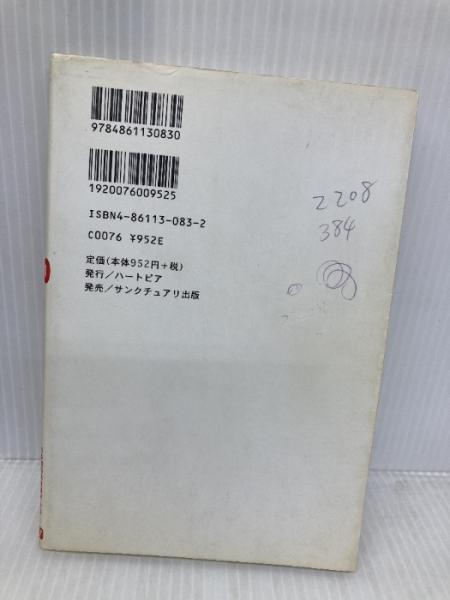 9784861130830
1920076009525
ISBN4-86113-083-2
C0076 ¥952E
定価(本体952円+税)
発行/ハートピア
発売/サンクチュアリ出版
2208
384